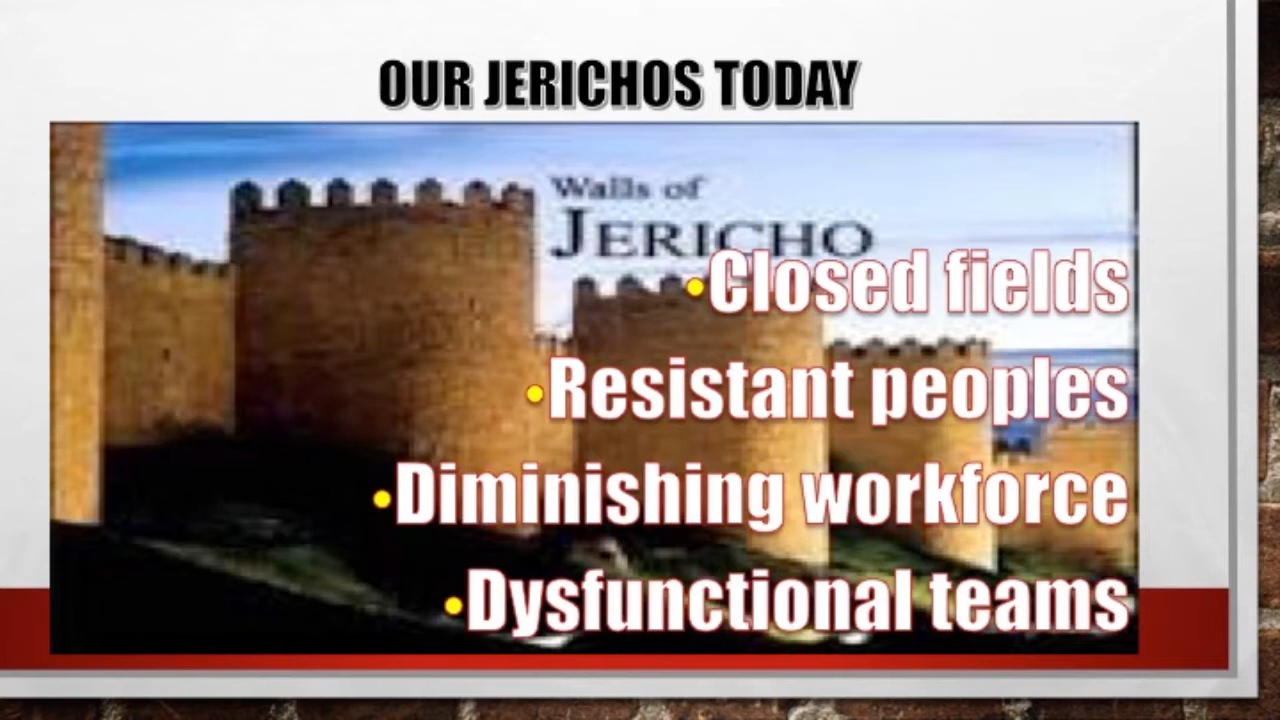 OUR JERICHOS TODAY
Walls of
JERICHO
•Closed fields
•Resistant peoples
•Diminishing workforce
•Dysfunctional teams